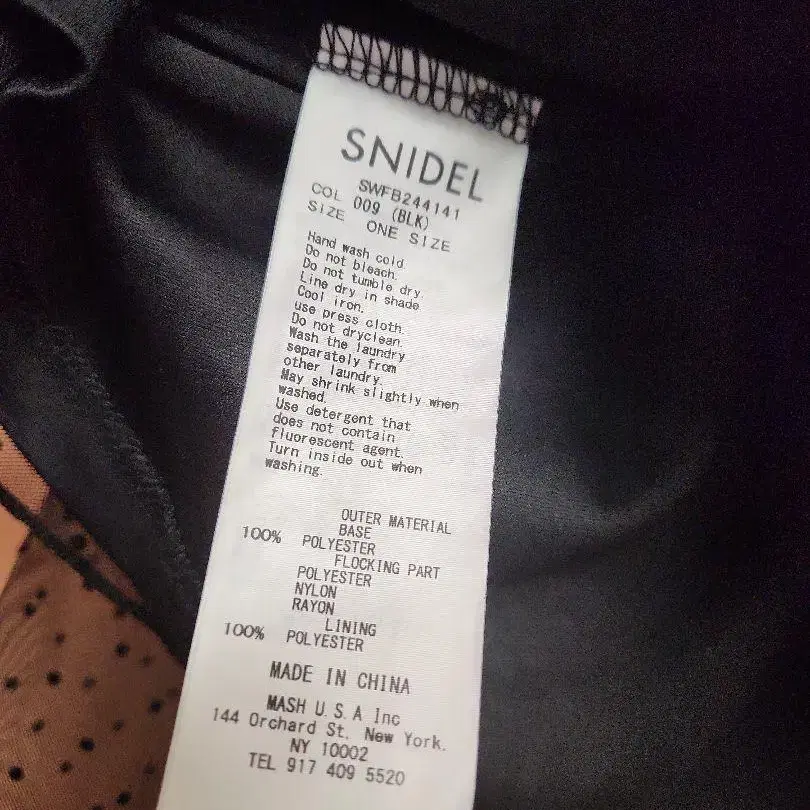 SNIDEL
SWFB244141
COL 009 (BLK)
SIZE ONE SIZE
Hand wash cold
Do not bleach.
Do not tumble dry.
Line dry in shade.
Cool iron.
use press cloth.
Do not dryclean.
Wash the laundry
separately from
other laundry.
May shrink slightly when
washed.
Use detergent that
does not contain
fluorescent agent.
Turn inside out when
washing.
OUTER MATERIAL
BASE
100% POLYESTER
FLOCKING PART
POLYESTER
NYLON
RAYON
LINING
100% POLYESTER
MADE IN CHINA
MASH U.S.A Inc
144 Orchard St. New York.
NY 10002
TEL 917 409 5520